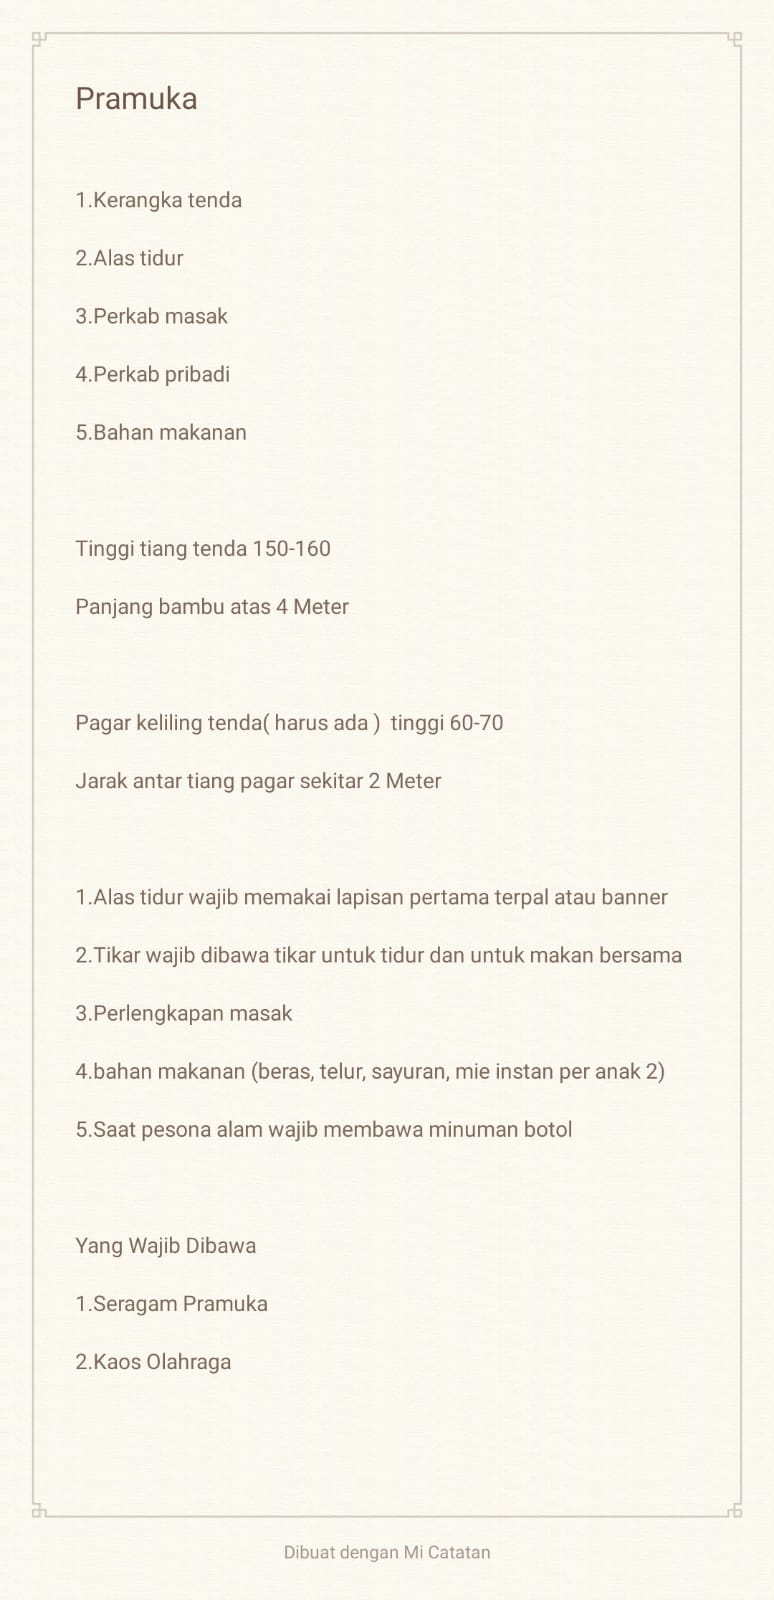 Pramuka
1.Kerangka tenda
2.Alas tidur
3.Perkab masak
4.Perkab pribadi
5.Bahan makanan
Tinggi tiang tenda 150-160
Panjang bambu atas 4 Meter
Pagar keliling tenda( harus ada )  tinggi 60-70
Jarak antar tiang pagar sekitar 2 Meter
1.Alas tidur wajib memakai lapisan pertama terpal atau banner
2.Tikar wajib dibawa tikar untuk tidur dan untuk makan bersama
3.Perlengkapan masak
4.bahan makanan (beras, telur, sayuran, mie instan per anak 2)
5.Saat pesona alam wajib membawa minuman botol
Yang Wajib Dibawa
1.Seragam Pramuka
2.Kaos Olahraga
Dibuat dengan Mi Catatan